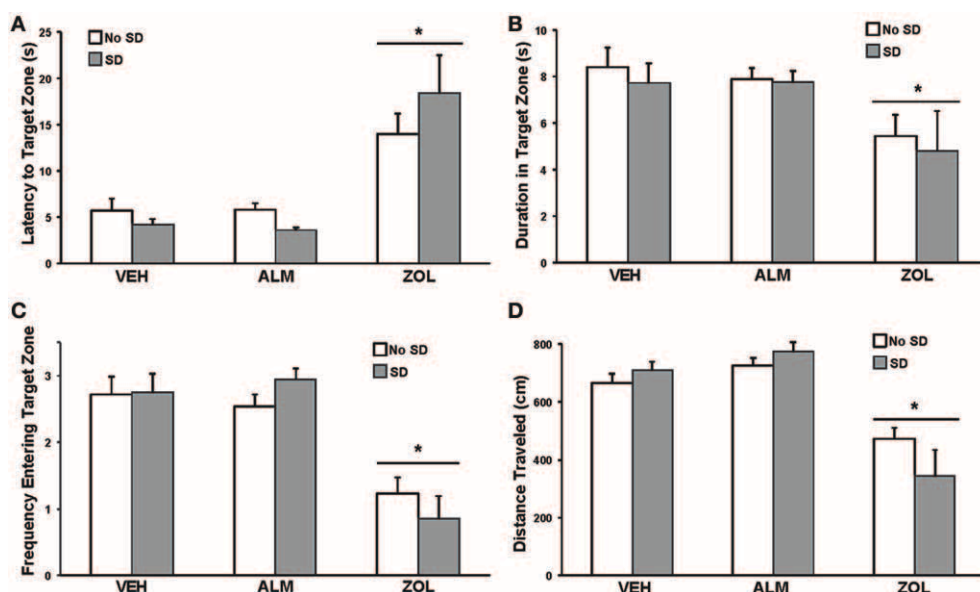 A
No SD
SD
*
Latency to Target Zone (s)
25
20
15
10
5
0
VEH
ALM
ZOL
B
No SD
SD
*
Duration in Target Zone (s)
10
8
6
4
2
0
VEH
ALM
ZOL
C
No SD
SD
*
Frequency Entering Target Zone
3
2
1
0
VEH
ALM
ZOL
D
No SD
SD
*
Distance Traveled (cm)
800
600
400
200
0
VEH
ALM
ZOL